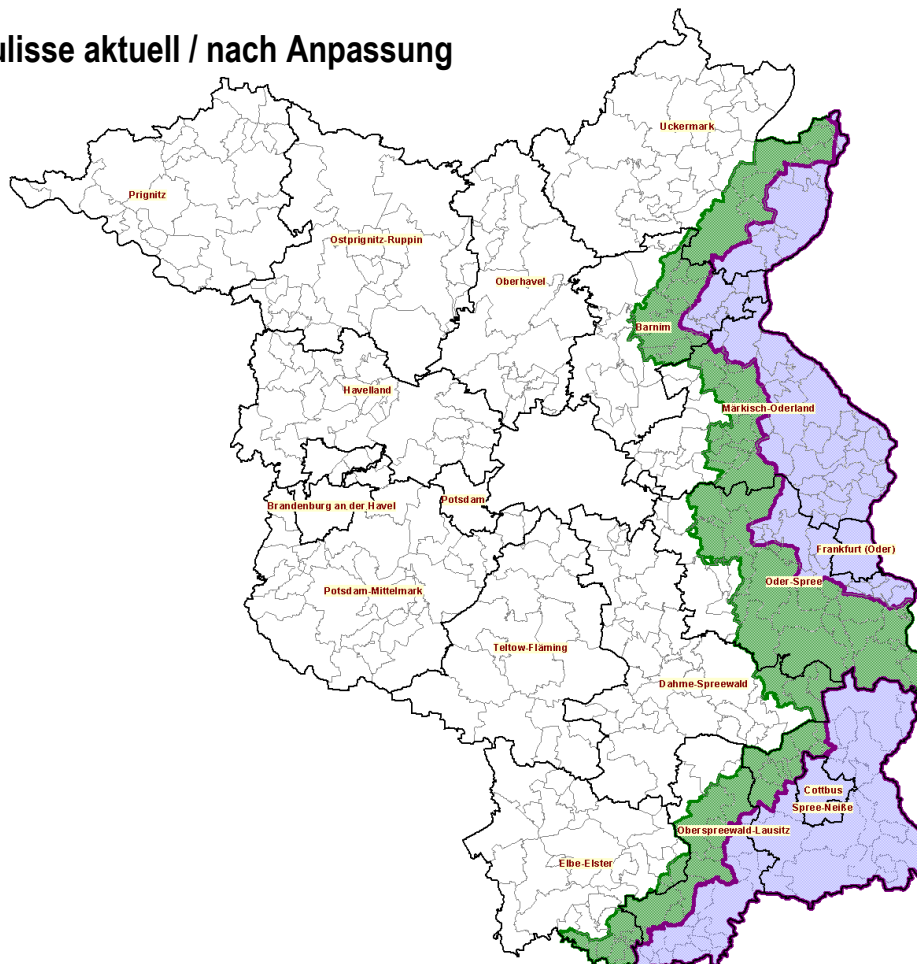 ulisse aktuell / nach Anpassung
Uckermark
Prignitz
Ostprignitz-Ruppin
Oberhavel
Barnim
Havelland
Märkisch-Oderland
Brandenburg an der Havel
Potsdam
Frankfurt (Oder)
Oder-Spree
Potsdam-Mittelmark
Teltow-Fläming
Dahme-Spreewald
Cottbus
Spree-Neiße
Oberspreewald-Lausitz
Elbe-Elster